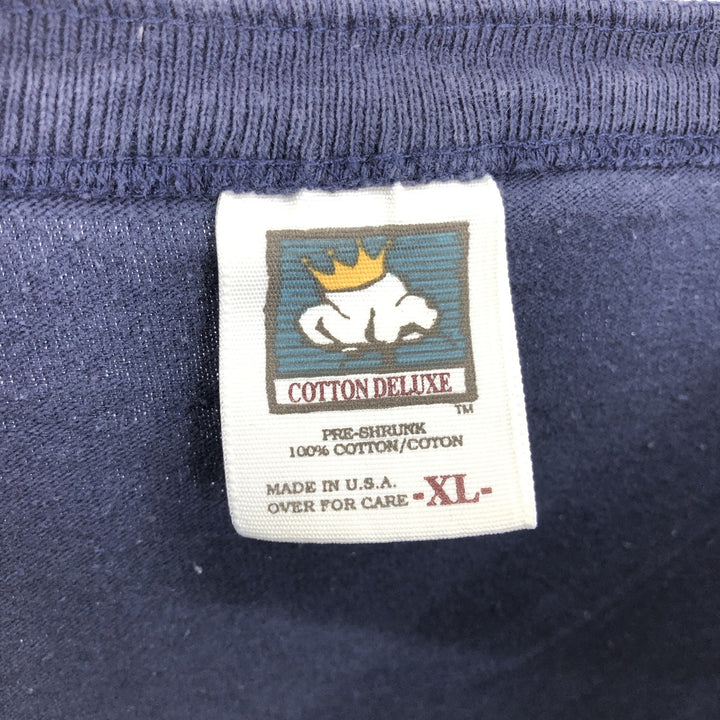 COTTON DELUXE
TM
PRE-SHRUNK
100% COTTON/COTON
MADE IN U.S.A.
OVER FOR CARE -XL-